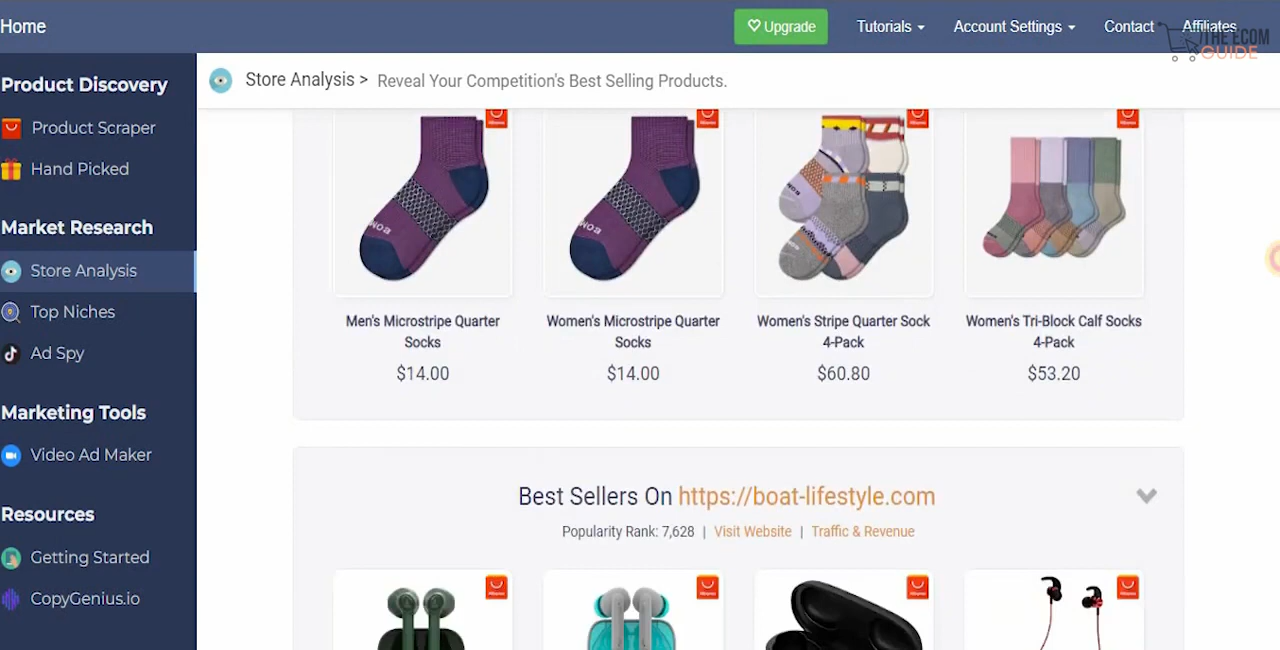 Home
Upgrade
Tutorials
Account Settings
Contact
Affiliates
THE ECOM
GUIDE
Product Discovery
Product Scraper
Hand Picked
Market Research
Store Analysis
Top Niches
Ad Spy
Marketing Tools
Video Ad Maker
Resources
Getting Started
CopyGenius.io
Store Analysis > Reveal Your Competition's Best Selling Products.
Men's Microstripe Quarter
Socks
$14.00
Women's Microstripe Quarter
Socks
$14.00
Women's Stripe Quarter Sock
4-Pack
$60.80
Women's Tri-Block Calf Socks
4-Pack
$53.20
Best Sellers On https://boat-lifestyle.com
Popularity Rank: 7,628 | Visit Website | Traffic & Revenue